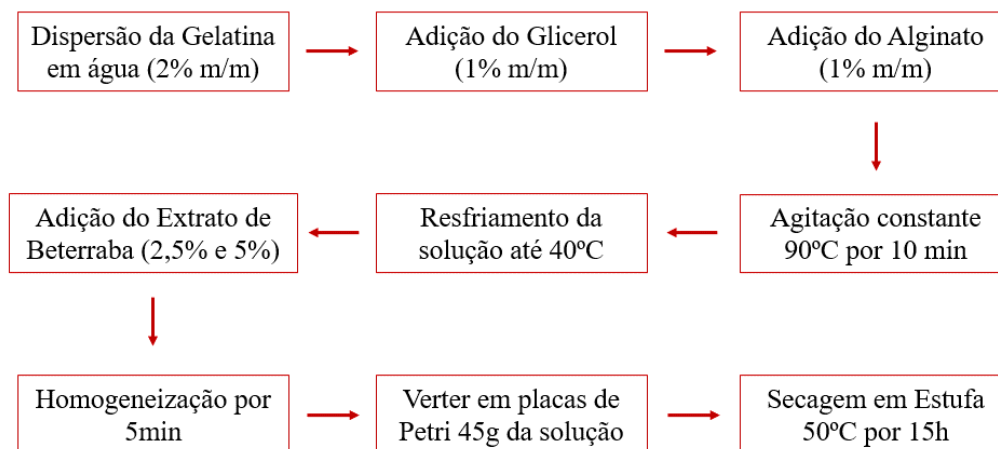 Dispersão da Gelatina
em água (2% m/m)
Adição do Glicerol
(1% m/m)
Adição do Alginato
(1% m/m)
Agitação constante
90ºC por 10 min
Resfriamento da
solução até 40ºC
Adição do Extrato de
Beterraba (2,5% e 5%)
Homogeneização por
5min
Verter em placas de
Petri 45g da solução
Secagem em Estufa
50ºC por 15h